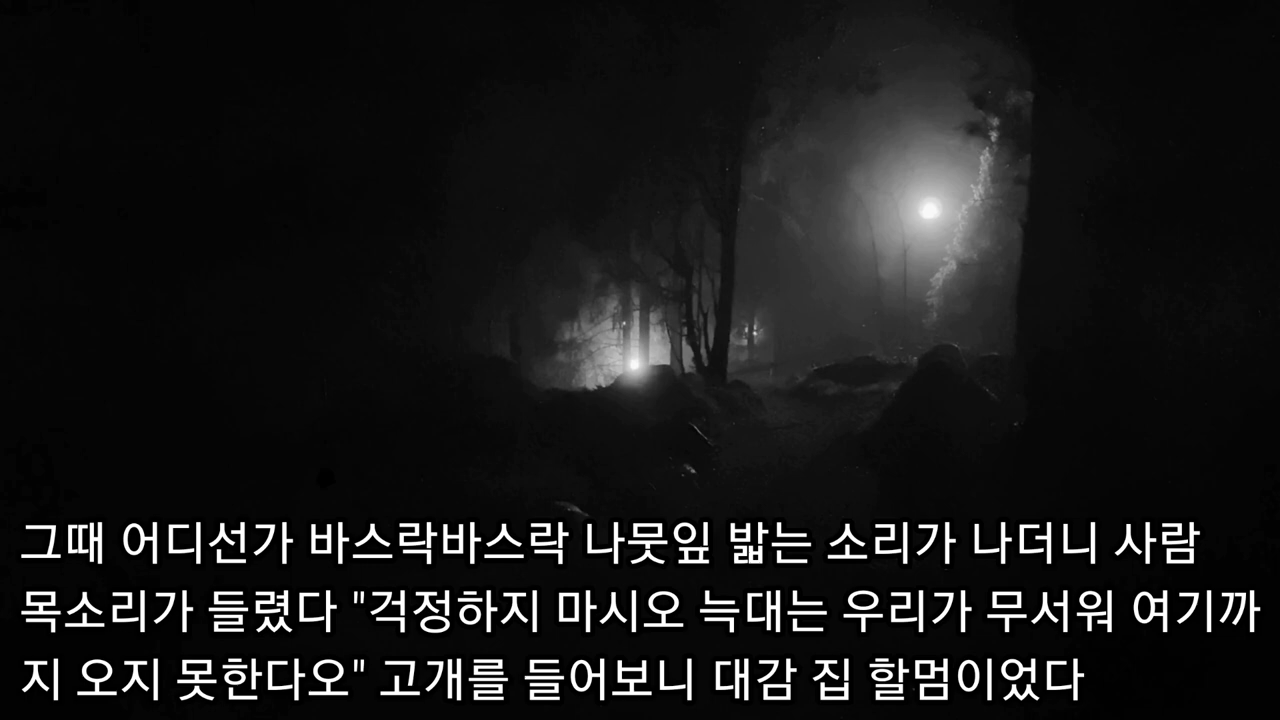 그때 어디선가 바스락바스락 나뭇잎 밟는 소리가 나더니 사람
목소리가 들렸다 "걱정하지 마시오 늑대는 우리가 무서워 여기까
지 오지 못한다오" 고개를 들어보니 대감 집 할멈이었다